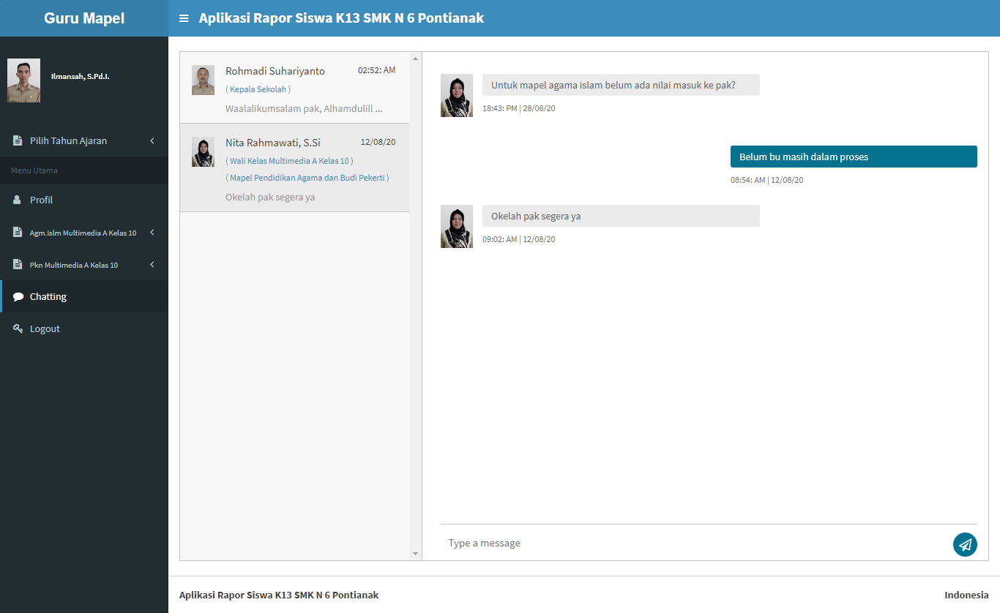 Guru Mapel
Aplikasi Rapor Siswa K13 SMK N 6 Pontianak
Ilmansah, S.Pd.I.
Pilih Tahun Ajaran
Menu Utama
Profil
Agm.Islm Multimedia A Kelas 10
Pkn Multimedia A Kelas 10
Chatting
Logout
Rohmadi Suhariyanto 02:52: AM
( Kepala Sekolah )
Waalalikumsalam pak, Alhamdulill ...
Nita Rahmawati, S.Si 12/08/20
( Wali Kelas Multimedia A Kelas 10 )
( Mapel Pendidikan Agama dan Budi Pekerti )
Okelah pak segera ya
Untuk mapel agama islam belum ada nilai masuk ke pak?
18:43: PM | 28/06/20
Belum bu masih dalam proses
08:54: AM | 12/08/20
Okelah pak segera ya
09:02: AM | 12/08/20
Type a message
Aplikasi Rapor Siswa K13 SMK N 6 Pontianak
Indonesia